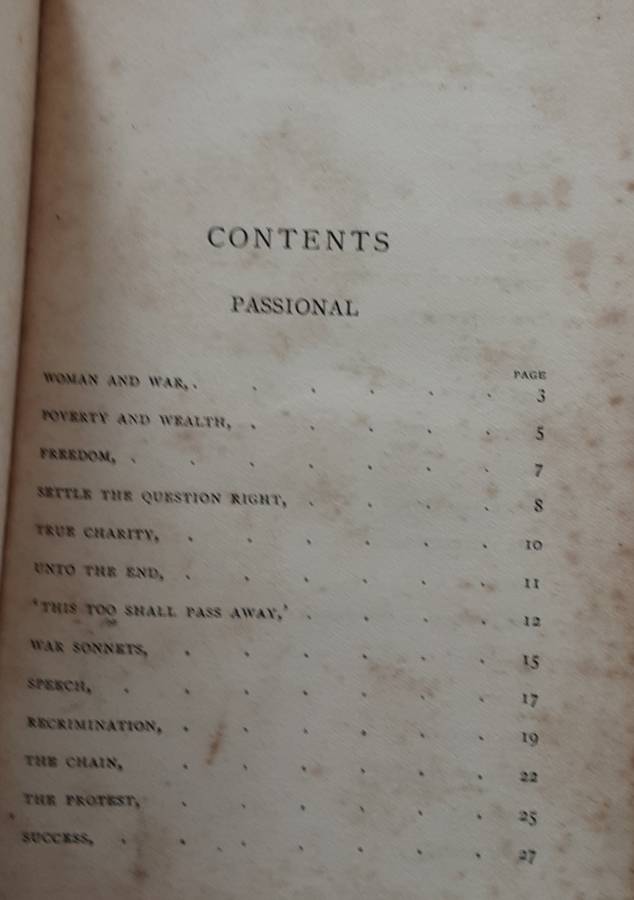 CONTENTS
PASSIONAL
PAGE
WOMAN AND WAR, . . . . . . 3
POVERTY AND WEALTH, . . . . . 5
FREEDOM, . . . . . . . 7
SETTLE THE QUESTION RIGHT, . . . . 8
TRUE CHARITY, . . . . . . 10
UNTO THE END, . . . . . . 11
'THIS TOO SHALL PASS AWAY,' . . . . 12
WAR SONNETS, . . . . . . 15
SPEECH, . . . . . . . 17
RECRIMINATION, . . . . . . 19
THE CHAIN, . . . . . . 22
THE PROTEST, . . . . . . 25
SUCCESS, . . . . . . . 27